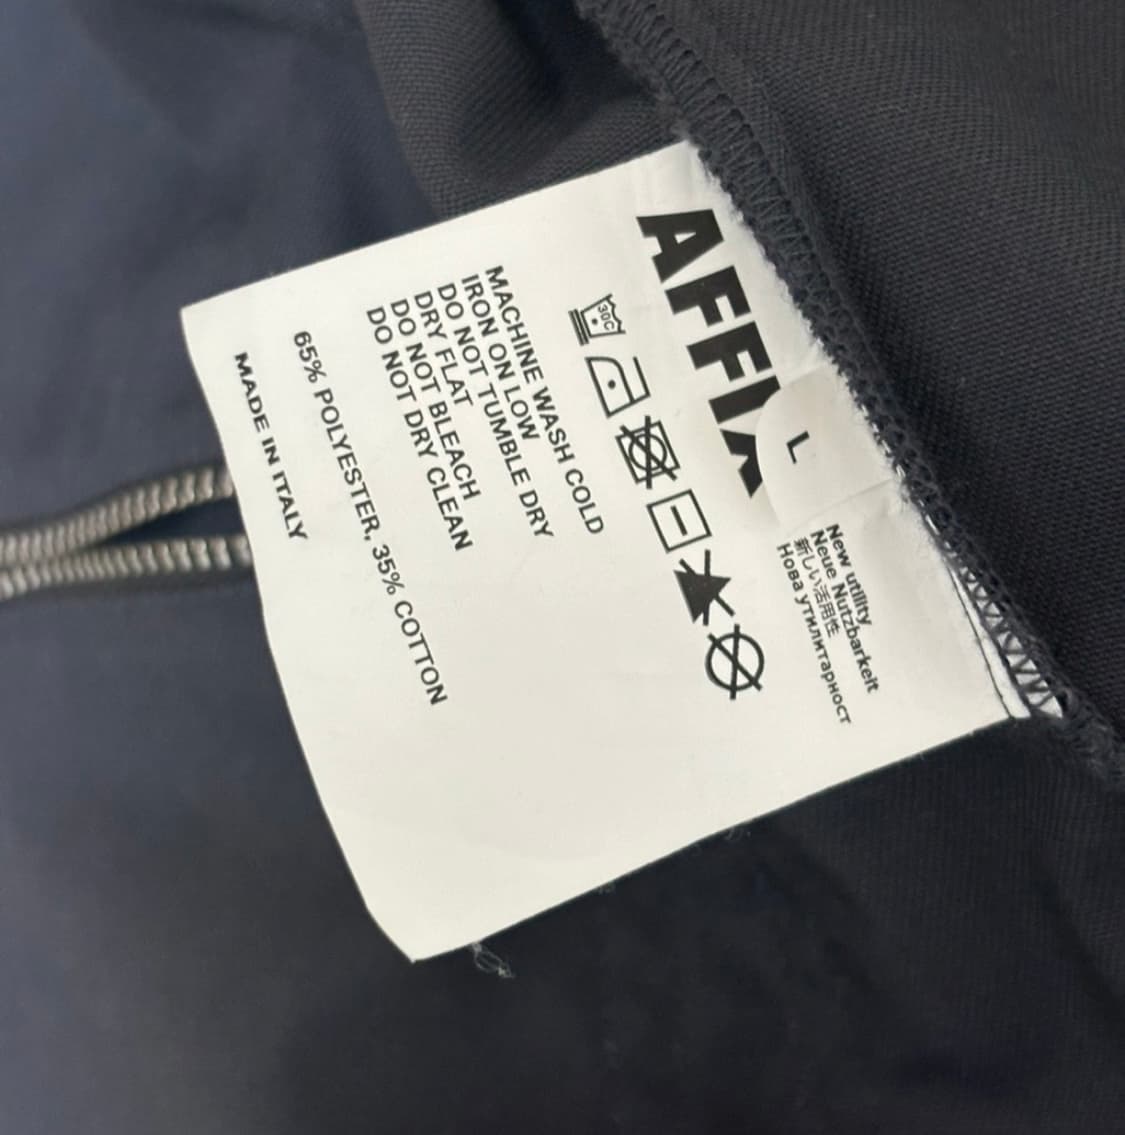 AFFIX
L
New utility
Neue Nutzbarkeit
新しい活用性
Нова утилитарност
30C
MACHINE WASH COLD
IRON ON LOW
DO NOT TUMBLE DRY
DRY FLAT
DO NOT BLEACH
DO NOT DRY CLEAN
65% POLYESTER, 35% COTTON
MADE IN ITALY